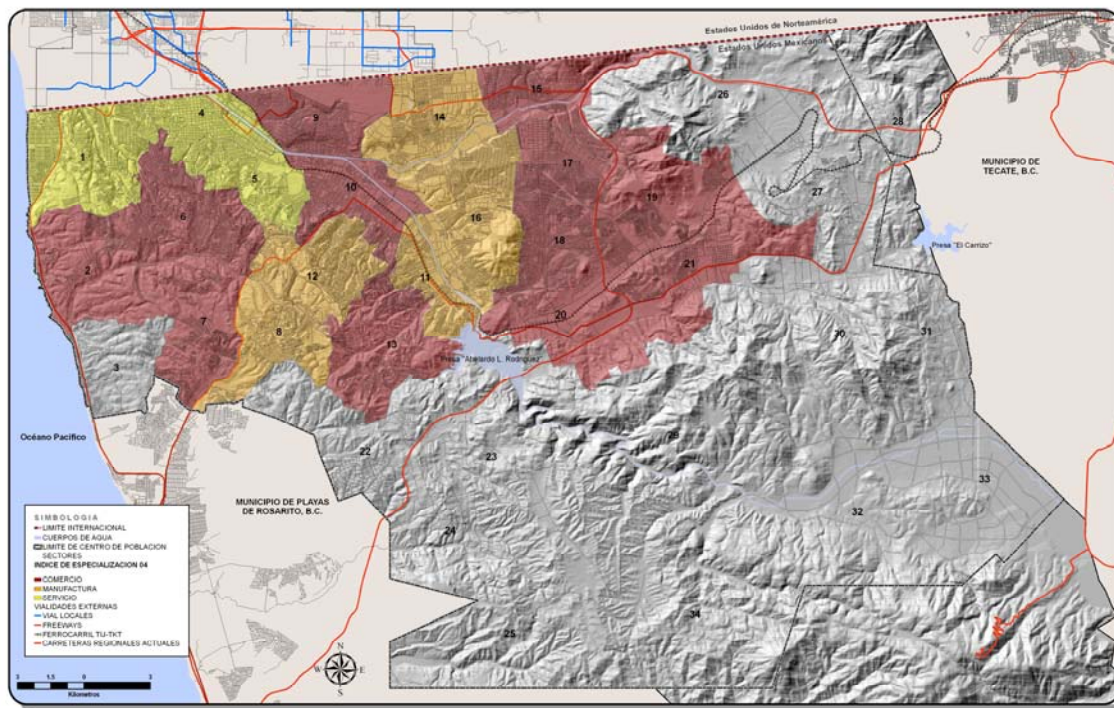 Estados Unidos de Norteamérica
Estados Unidos Mexicanos
4
15
26
9
14
28
1
17
MUNICIPIO DE
TECATE, B.C.
5
10
27
6
19
16
Presa "El Carrizo"
2
18
21
12
11
20
7
8
13
30
31
3
Presa "Abelardo L. Rodriguez"
Océano Pacífico
22
23
33
MUNICIPIO DE PLAYAS
DE ROSARITO, B.C.
32
24
34
25
SIMBOLOGIA
LIMITE INTERNACIONAL
CUERPOS DE AGUA
LIMITE DE CENTRO DE POBLACION
SECTORES
INDICE DE ESPECIALIZACION 04
COMERCIO
MANUFACTURA
SERVICIO
VIALIDADES EXTERNAS
VIAL LOCALES
FREEWAYS
FERROCARRIL TIJ-TKT
CARRETERAS REGIONALES ACTUALES
N
W E
S
3 1.5 0 3
Kilometros